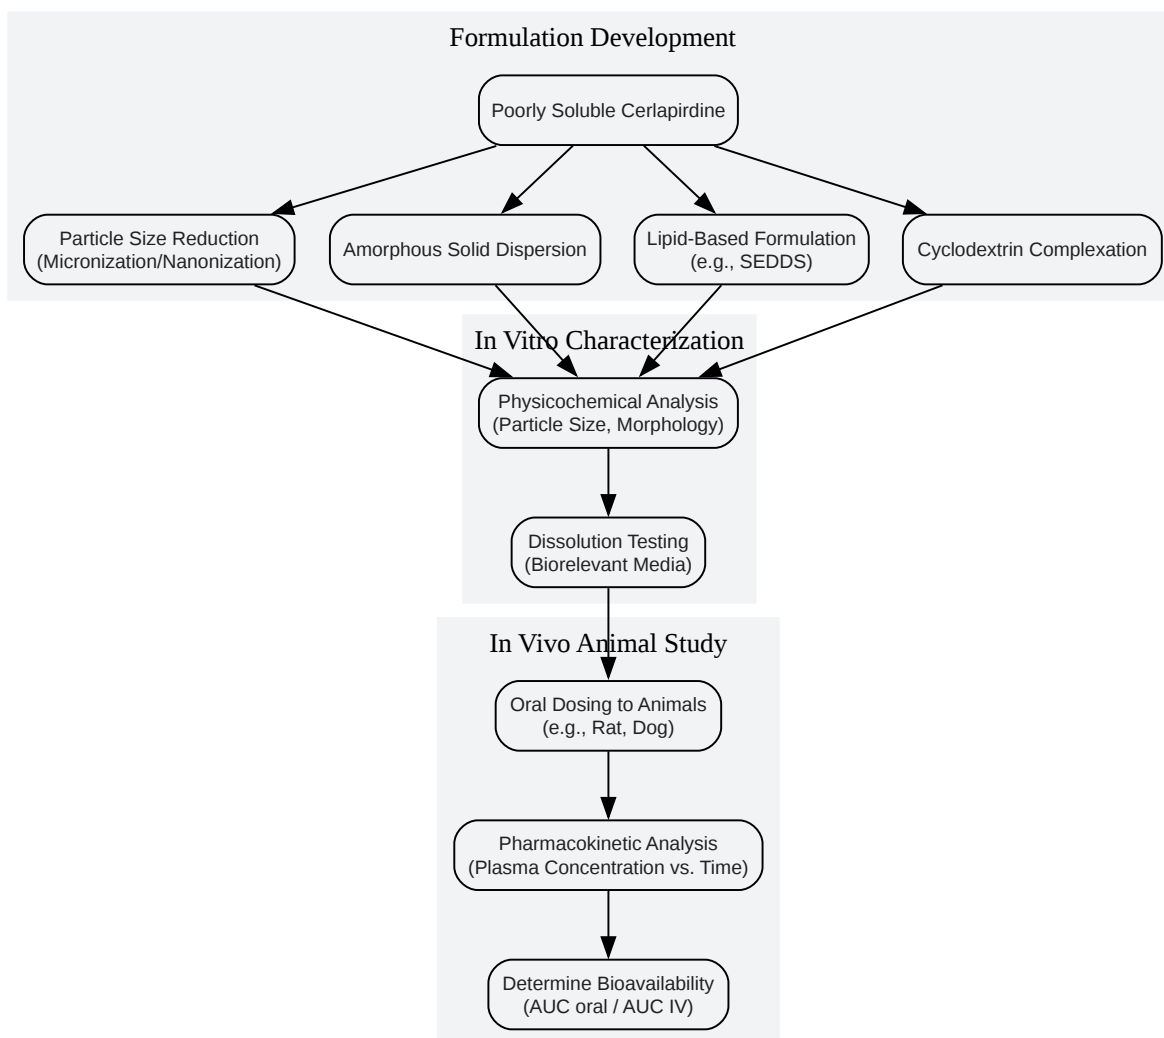 Formulation Development
Poorly Soluble Cerlapirdine
Particle Size Reduction
(Micronization/Nanonization)
Amorphous Solid Dispersion
Lipid-Based Formulation
(e.g., SEDDS)
Cyclodextrin Complexation
In Vitro Characterization
Physicochemical Analysis
(Particle Size, Morphology)
Dissolution Testing
(Biorelevant Media)
In Vivo Animal Study
Oral Dosing to Animals
(e.g., Rat, Dog)
Pharmacokinetic Analysis
(Plasma Concentration vs. Time)
Determine Bioavailability
(AUC oral / AUC IV)